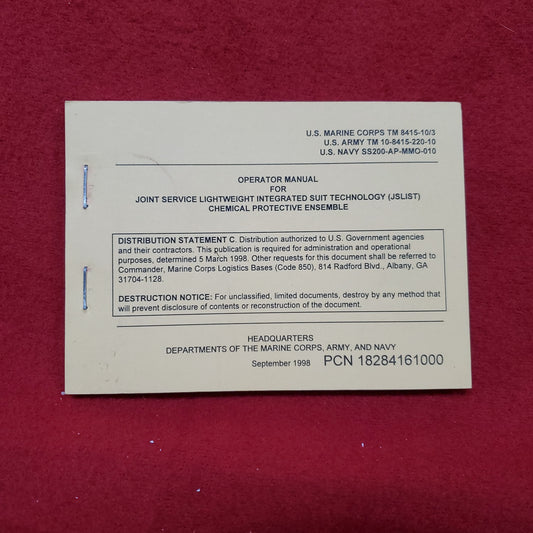 U.S. MARINE CORPS TM 8415-10/3
U.S. ARMY TM 10-8415-220-10
U.S. NAVY SS200-AP-MMO-010
OPERATOR MANUAL
FOR
JOINT SERVICE LIGHTWEIGHT INTEGRATED SUIT TECHNOLOGY (JSLIST)
CHEMICAL PROTECTIVE ENSEMBLE
DISTRIBUTION STATEMENT C. Distribution authorized to U.S. Government agencies
and their contractors. This publication is required for administration and operational
purposes, determined 5 March 1998. Other requests for this document shall be referred to
Commander, Marine Corps Logistics Bases (Code 850), 814 Radford Blvd., Albany, GA
31704-1128.
DESTRUCTION NOTICE: For unclassified, limited documents, destroy by any method that
will prevent disclosure of contents or reconstruction of the document.
HEADQUARTERS
DEPARTMENTS OF THE MARINE CORPS, ARMY, AND NAVY
September 1998 PCN 18284161000